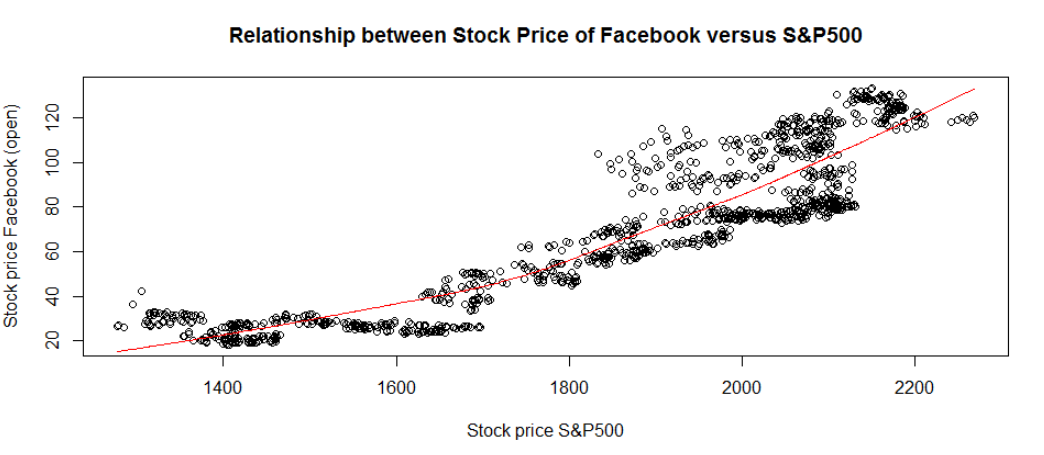 Relationship between Stock Price of Facebook versus S&P500
Stock price Facebook (open)
120
100
80
60
40
20
1400 1600 1800 2000 2200
Stock price S&P500